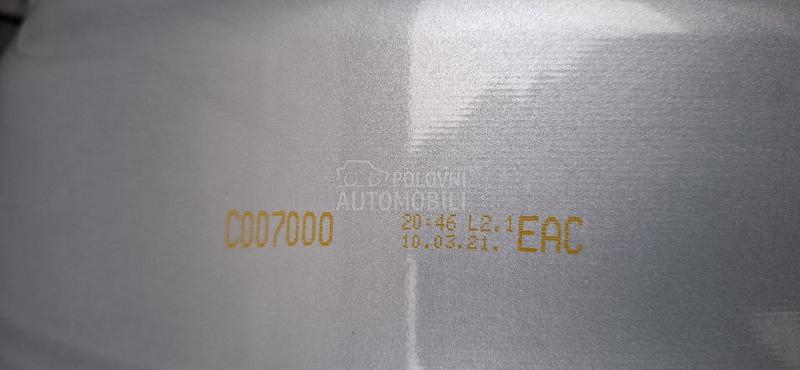 POLOVNI
AUTOMOBILI
C007000
20:46 L2.1
10.03.21.
EAC